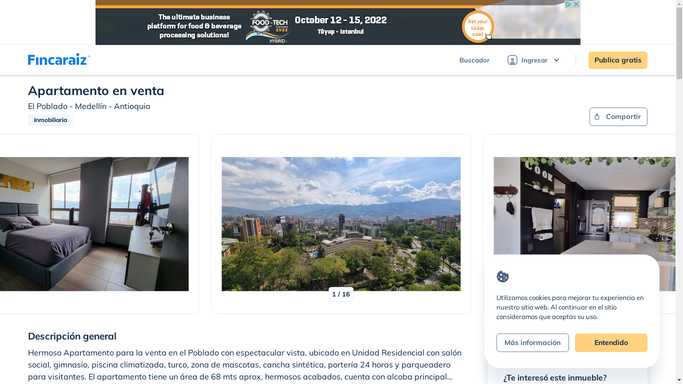 The ultimate business
platform for food & beverage
processing solutions!
FOOD-TECH
HYBRID
October 12 - 15, 2022
Tüyap - Istanbul
Get your
ticket
now!
Fincaraiz
Buscador
Ingresar
Publica gratis
Apartamento en venta
El Poblado - Medellín - Antioquia
Inmobiliaria
Compartir
1 / 16
Utilizamos cookies para mejorar tu experiencia en
nuestro sitio web. Al continuar en el sitio
consideramos que aceptas su uso.
Más información
Entendido
Descripción general
Hermoso Apartamento para la venta en el Poblado con espectacular vista, ubicado en Unidad Residencial con salón
social, gimnasio, piscina climatizada, turco, zona de mascotas, cancha sintética, portería 24 horas y parqueadero
para visitantes. El apartamento tiene un área de 68 mts aprox, hermosos acabados, cuenta con alcoba principal...
¿Te interesó este inmueble?